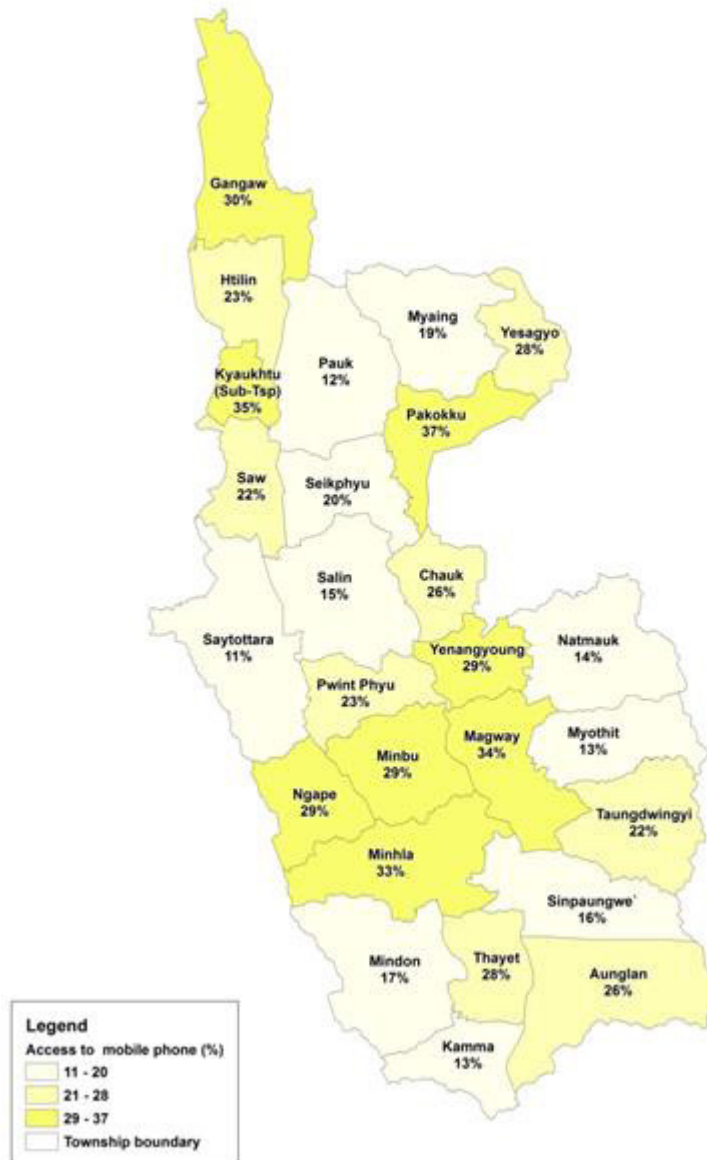 Gangaw
30%
Htilin
23%
Myaing
19%
Yesagyo
28%
Pauk
12%
Kyaukhtu
(Sub-Tsp)
35%
Pakokku
37%
Saw
22%
Seikphyu
20%
Salin
15%
Chauk
26%
Saytottara
11%
Yenangyoung
29%
Natmauk
14%
Pwint Phyu
23%
Magway
34%
Myothit
13%
Minbu
29%
Ngape
29%
Taungdwingyi
22%
Minhla
33%
Sinpaungwe`
16%
Mindon
17%
Thayet
28%
Aunglan
26%
Kamma
13%
Legend
Access to mobile phone (%)
11 - 20
21 - 28
29 - 37
Township boundary